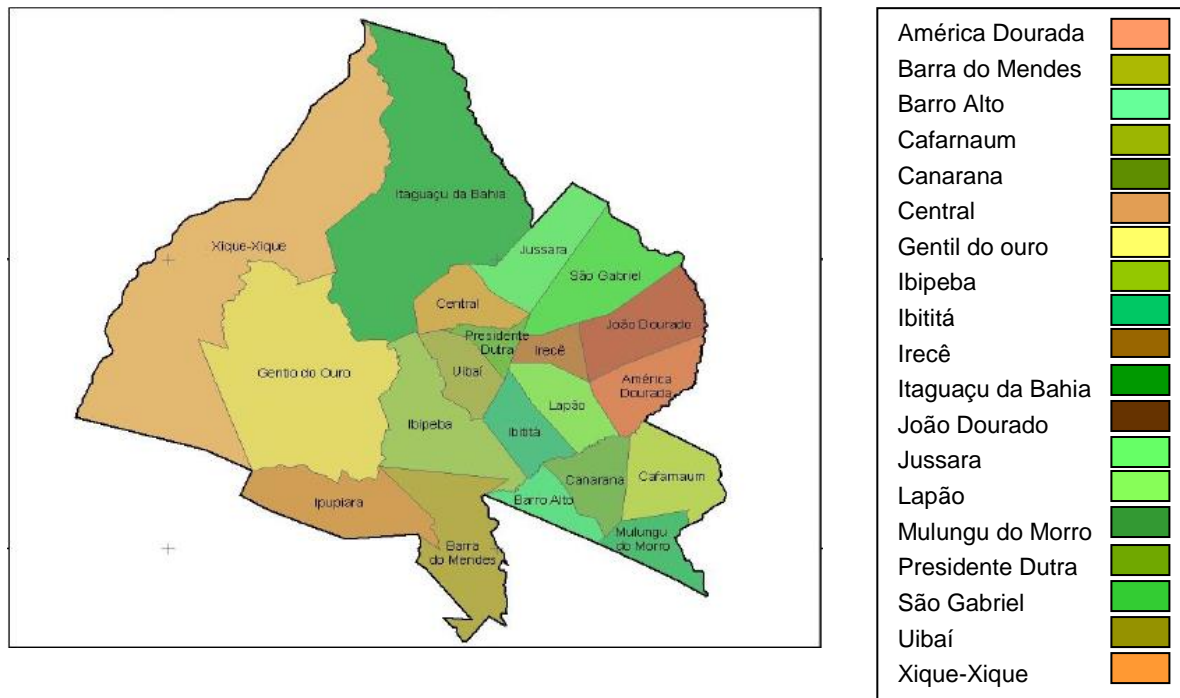 Itaguaçu da Bahia
Xique-Xique
Jussara
São Gabriel
Central
João Dourado
Presidente
Dutra
Irecê
Gentio do Ouro
Uibaí
América
Dourada
Lapão
Ibipeba
Ibititá
Canarana
Cafarnaum
Ipupiara
Barro Alto
Mulungu
do Morro
Barra
do Mendes
América Dourada
Barra do Mendes
Barro Alto
Cafarnaum
Canarana
Central
Gentil do ouro
Ibipeba
Ibititá
Irecê
Itaguaçu da Bahia
João Dourado
Jussara
Lapão
Mulungu do Morro
Presidente Dutra
São Gabriel
Uibaí
Xique-Xique